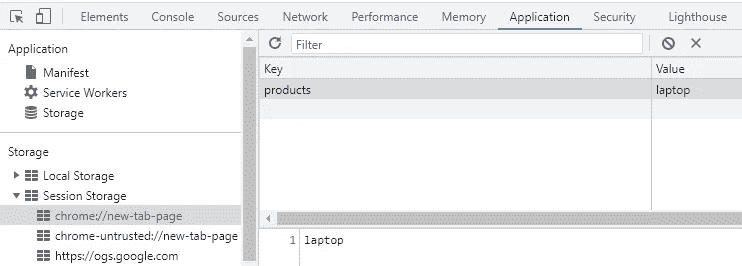 Elements Console Sources Network Performance Memory Application Security Lighthouse
Application
Manifest
Service Workers
Storage
Storage
Local Storage
Session Storage
chrome://new-tab-page
chrome-untrusted://new-tab-page
https://ogs.google.com
Filter
Key Value
products laptop
1 laptop